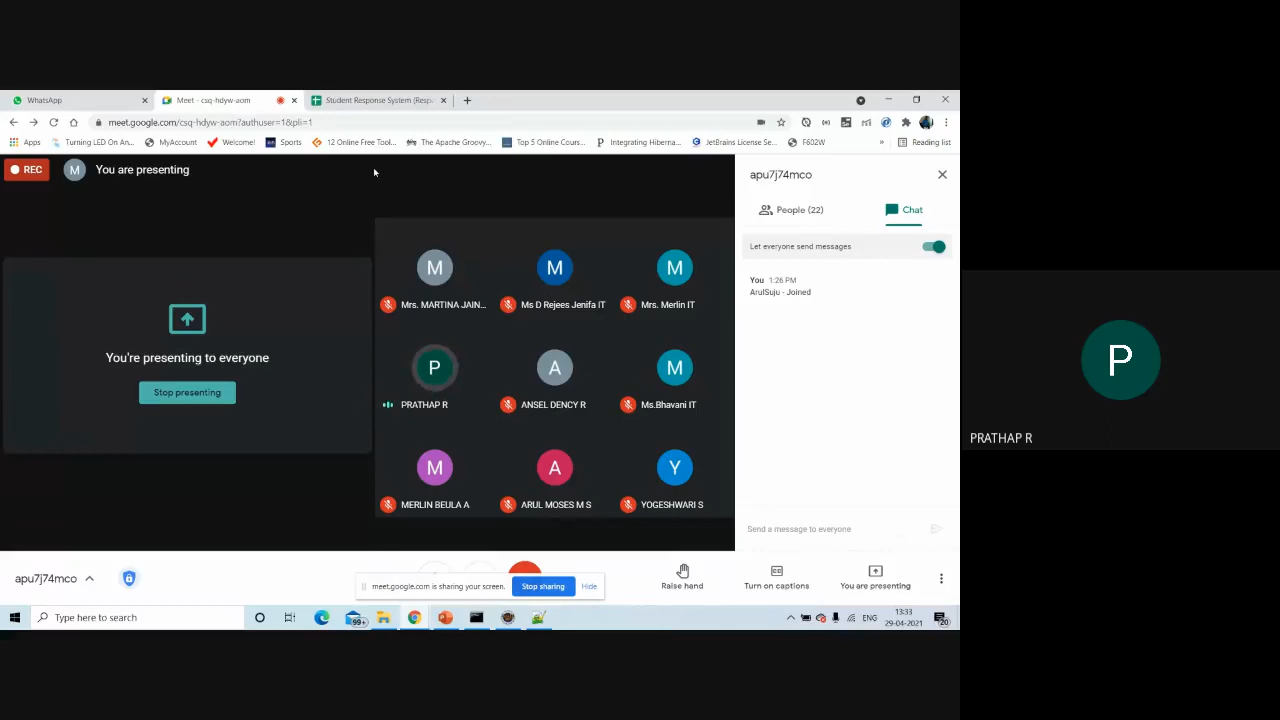 WhatsApp
Meet - csq-hdyw-aom
Student Response System (Resp
meet.google.com/csq-hdyw-aom?authuser=1&pli=1
Apps
Turning LED On An...
MyAccount
Welcome!
Sports
12 Online Free Tool...
The Apache Groovy...
Top 5 Online Cours...
Integrating Hiberna...
JetBrains License Se...
F602W
»
Reading list
REC
M
You are presenting
apu7j74mco
People (22)
Chat
Let everyone send messages
You 1:26 PM
ArulSuju - Joined
M
M
M
Mrs. MARTINA JAIN...
Ms D Rejees Jenifa IT
Mrs. Merlin IT
You're presenting to everyone
Stop presenting
P
A
M
PRATHAP R
ANSEL DENCY R
Ms.Bhavani IT
M
A
Y
MERLIN BEULA A
ARUL MOSES M S
YOGESHWARI S
Send a message to everyone
apu7j74mco
meet.google.com is sharing your screen.
Stop sharing
Hide
Raise hand
Turn on captions
You are presenting
Type here to search
99+
ENG
13:33
29-04-2021
20
P
PRATHAP R